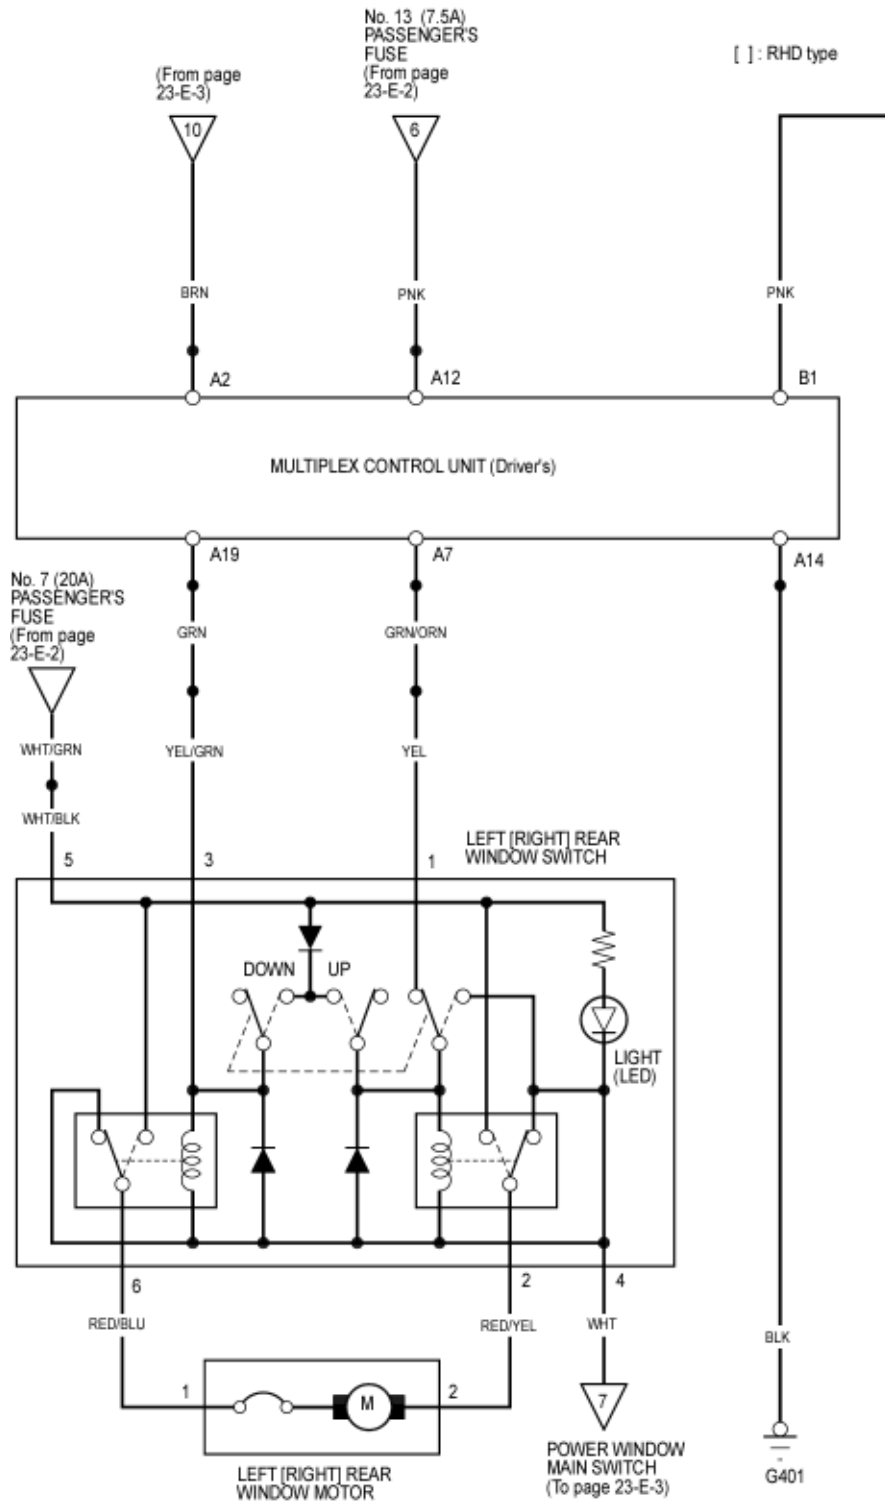 No. 13 (7.5A)
PASSENGER'S
FUSE
(From page
23-E-2)
[ ] : RHD type
(From page
23-E-3)
10
6
BRN
PNK
PNK
A2
A12
B1
MULTIPLEX CONTROL UNIT (Driver's)
A19
A7
A14
No. 7 (20A)
PASSENGER'S
FUSE
(From page
23-E-2)
GRN
GRN/ORN
WHT/GRN
YEL/GRN
YEL
WHT/BLK
LEFT [RIGHT] REAR
WINDOW SWITCH
5
3
1
DOWN
UP
LIGHT
(LED)
6
2
4
RED/BLU
RED/YEL
WHT
BLK
1
M
2
7
LEFT [RIGHT] REAR
WINDOW MOTOR
POWER WINDOW
MAIN SWITCH
(To page 23-E-3)
G401